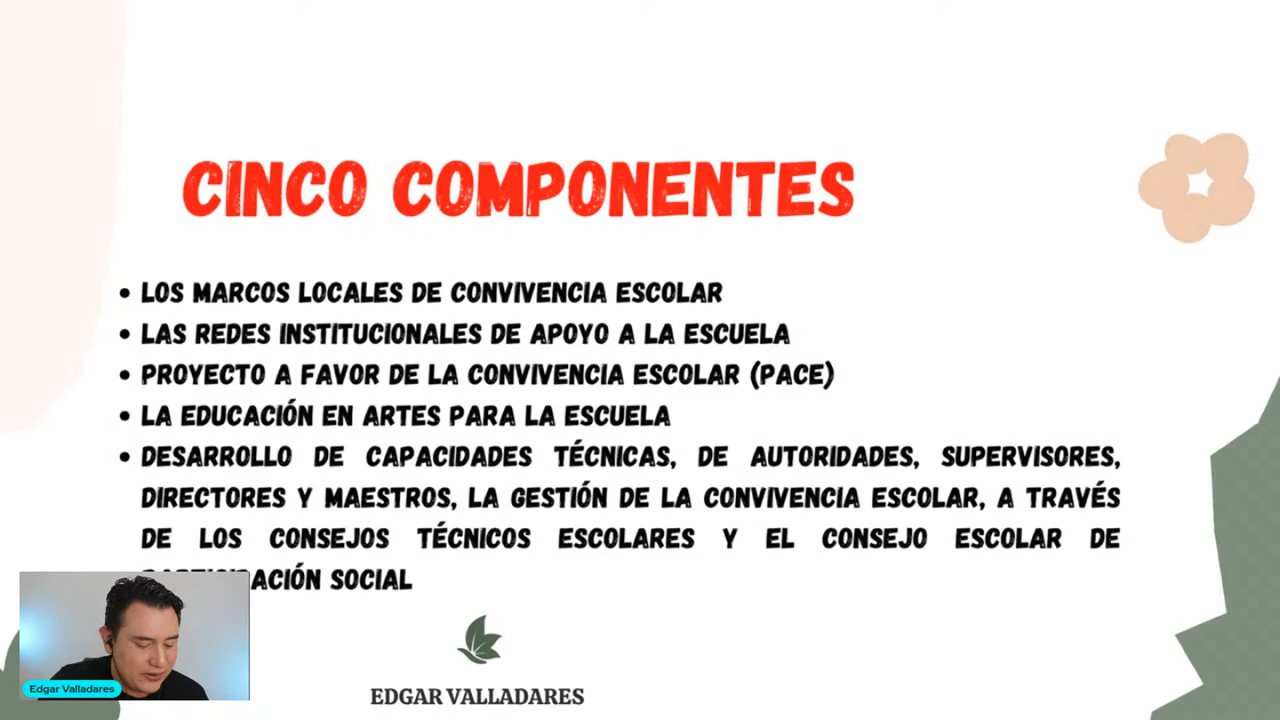 CINCO COMPONENTES
• LOS MARCOS LOCALES DE CONVIVENCIA ESCOLAR
• LAS REDES INSTITUCIONALES DE APOYO A LA ESCUELA
• PROYECTO A FAVOR DE LA CONVIVENCIA ESCOLAR (PACE)
• LA EDUCACIÓN EN ARTES PARA LA ESCUELA
• DESARROLLO DE CAPACIDADES TÉCNICAS, DE AUTORIDADES, SUPERVISORES,
DIRECTORES Y MAESTROS, LA GESTIÓN DE LA CONVIVENCIA ESCOLAR, A TRAVÉS
DE LOS CONSEJOS TÉCNICOS ESCOLARES Y EL CONSEJO ESCOLAR DE
SOCIAL
Edgar Valladares
EDGAR VALLADARES